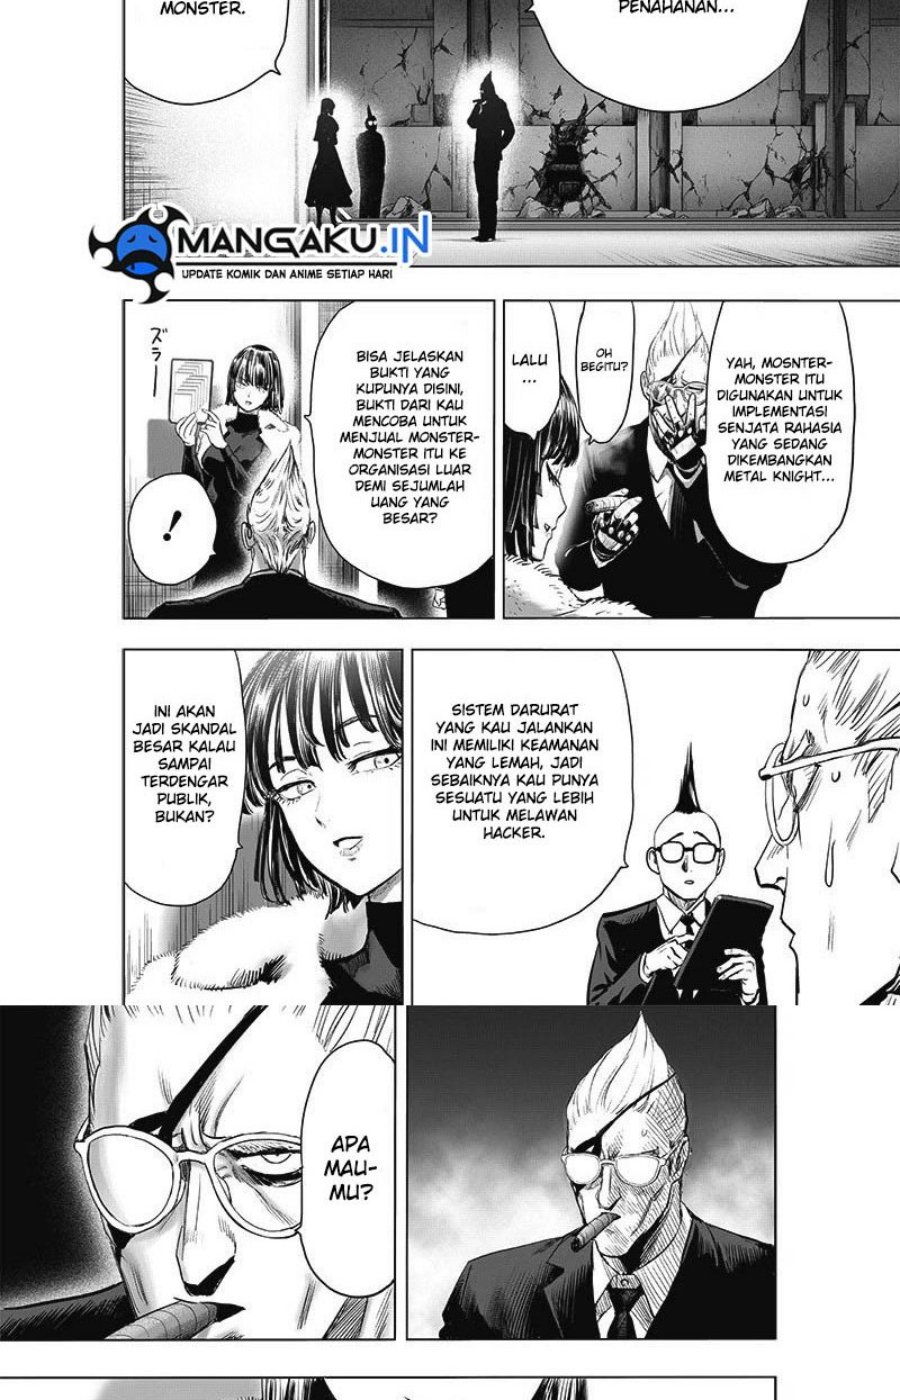 PENAHANAN...
MONSTER.
MANGAKU.IN
UPDATE KOMIK DAN ANIME SETIAP HARI
YAH, MOSNTER-
MONSTER ITU
DIGUNAKAN UNTUK
IMPLEMENTASI
SENJATA RAHASIA
YANG SEDANG
DIKEMBANGKAN
METAL KNIGHT...
OH
BEGITU?
LALU
...
BISA JELASKAN
BUKTI YANG
KUPUNYA DISINI,
BUKTI DARI KAU
MENCOBA UNTUK
MENJUAL MONSTER-
MONSTER ITU KE
ORGANISASI LUAR
DEMI SEJUMLAH
UANG YANG
BESAR?
ズラー
!
SISTEM DARURAT
YANG KAU JALANKAN
INI MEMILIKI KEAMANAN
YANG LEMAH, JADI
SEBAIKNYA KAU PUNYA
SESUATU YANG LEBIH
UNTUK MELAWAN
HACKER.
INI AKAN
JADI SKANDAL
BESAR KALAU
SAMPAI
TERDENGAR
PUBLIK,
BUKAN?
APA
MAU-
MU?